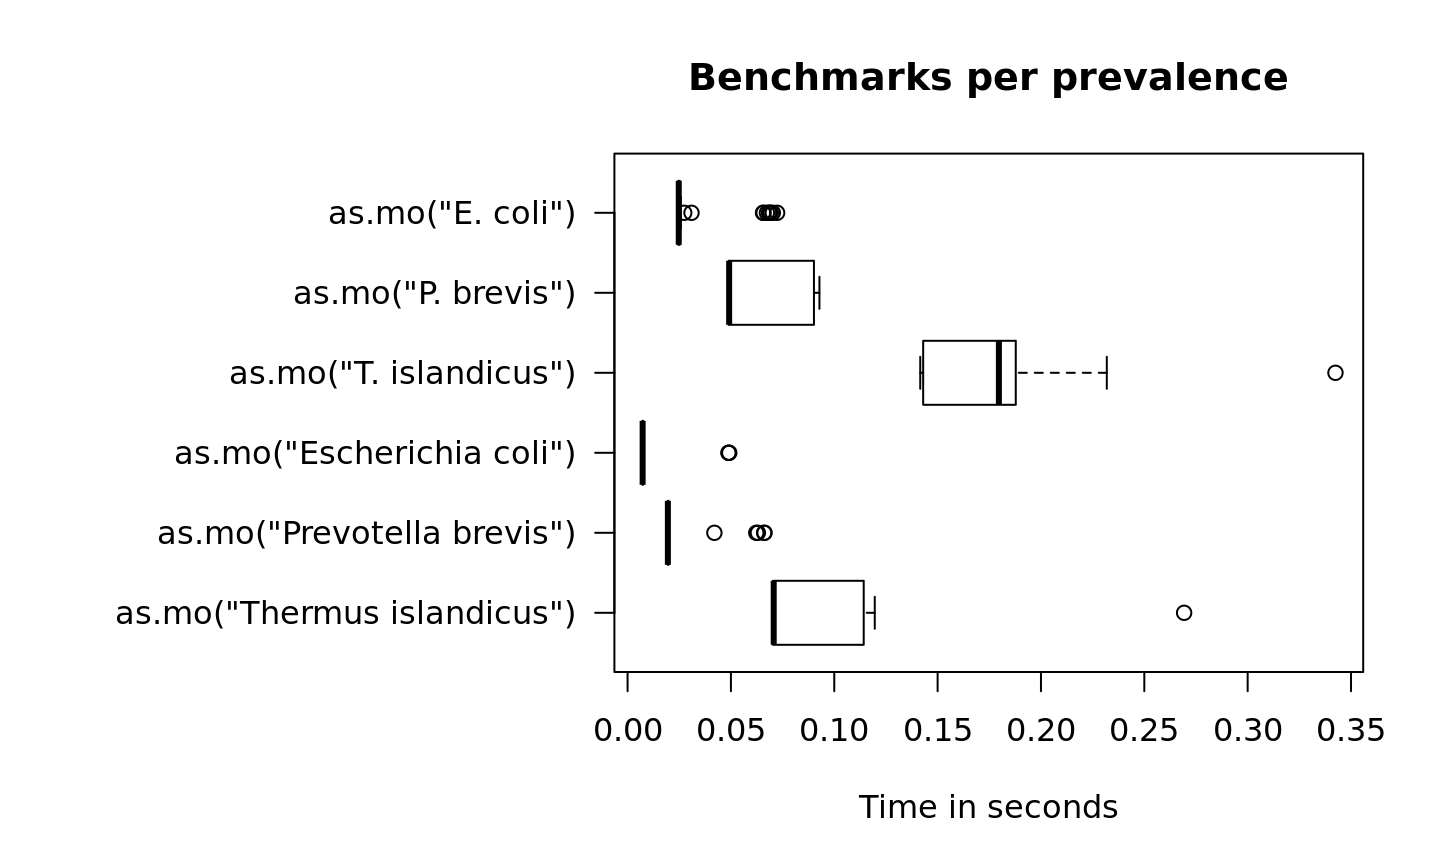 Benchmarks per prevalence
as.mo("E. coli")
as.mo("P. brevis")
as.mo("T. islandicus")
as.mo("Escherichia coli")
as.mo("Prevotella brevis")
as.mo("Thermus islandicus")
0.00 0.05 0.10 0.15 0.20 0.25 0.30 0.35
Time in seconds